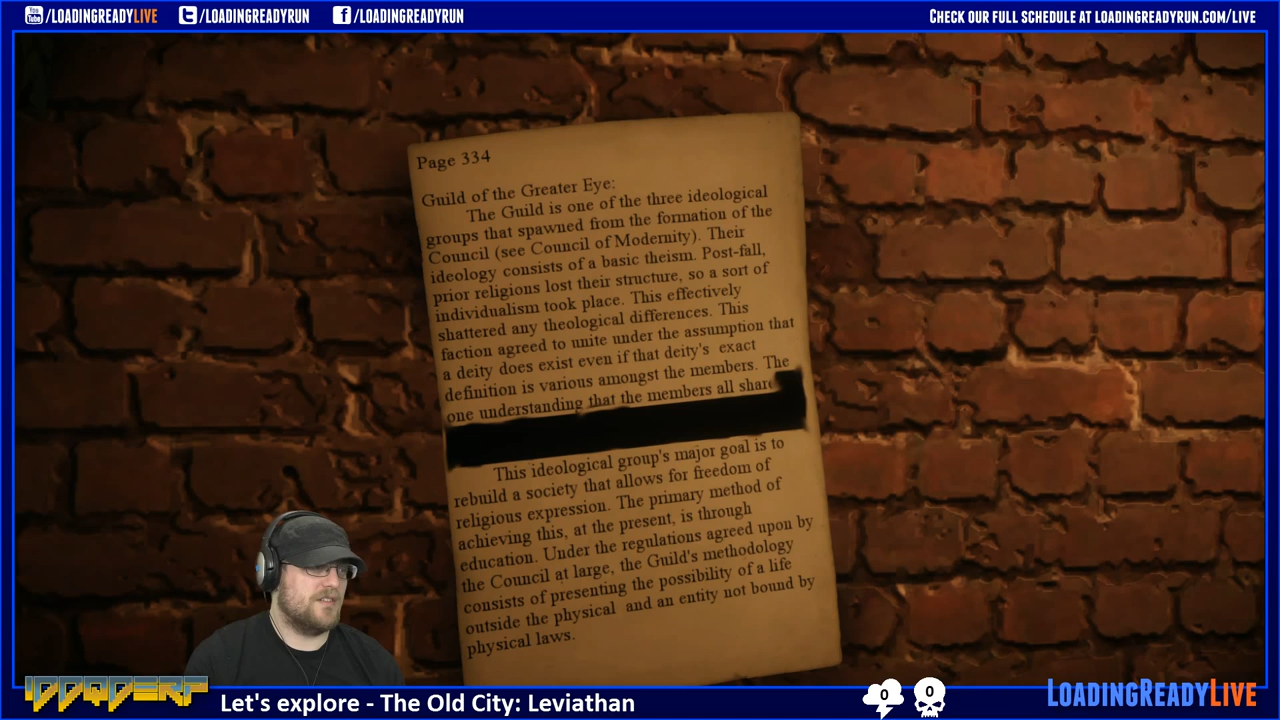 You Tube /LOADINGREADYLIVE
/LOADINGREADYRUN
/LOADINGREADYRUN
CHECK OUR FULL SCHEDULE AT LOADINGREADYRUN.COM/LIVE
Page 334
Guild of the Greater Eye:
The Guild is one of the three ideological
groups that spawned from the formation of the
Council (see Council of Modernity). Their
ideology consists of a basic theism. Post-fall,
prior religions lost their structure, so a sort of
individualism took place. This effectively
shattered any theological differences. This
faction agreed to unite under the assumption that
a deity does exist even if that deity's exact
definition is various amongst the members. The
one understanding that the members all share
This ideological group's major goal is to
rebuild a society that allows for freedom of
religious expression. The primary method of
achieving this, at the present, is through
education. Under the regulations agreed upon by
the Council at large, the Guild's methodology
consists of presenting the possibility of a life
outside the physical and an entity not bound by
physical laws.
IDDQDERP
Let's explore - The Old City: Leviathan
0
0
LOADINGREADYLIVE